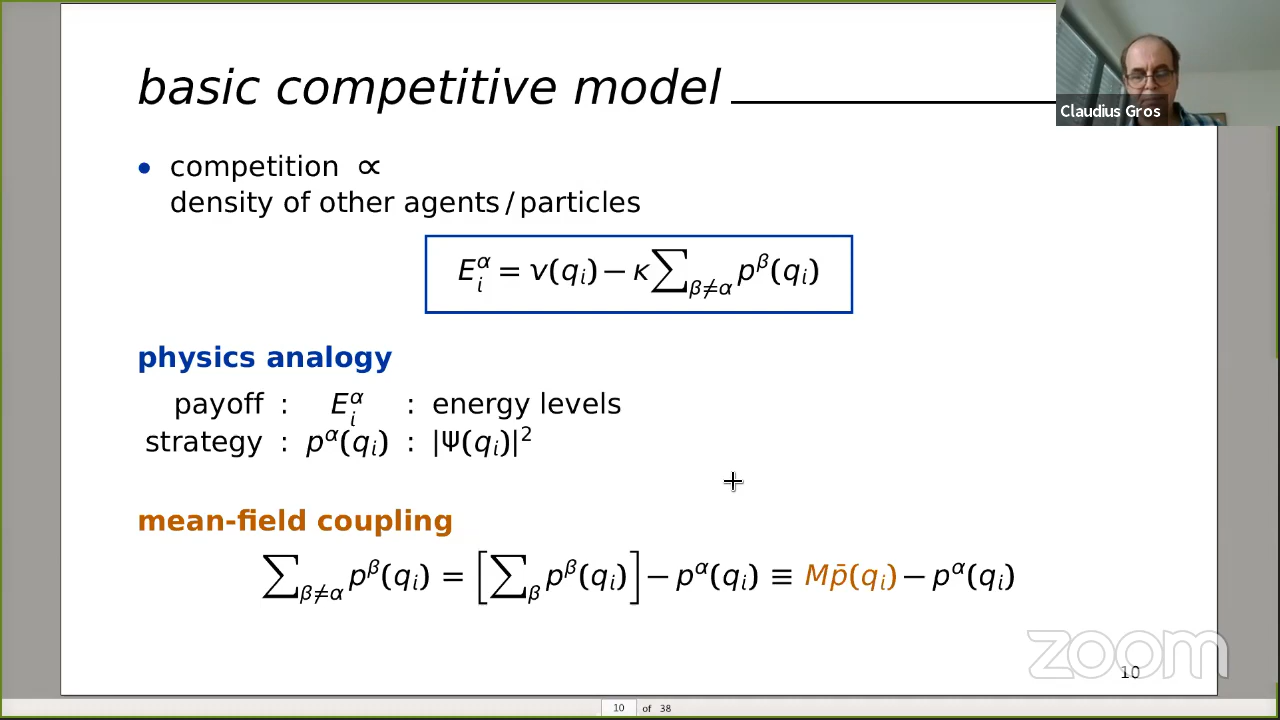 basic competitive model
Claudius Gros
• competition ∝
density of other agents / particles
E_i^α = v(q_i) − κ ∑_{β≠α} p^β(q_i)
physics analogy
payoff : E_i^α : energy levels
strategy : p^α(q_i) : |Ψ(q_i)|²
mean-field coupling
∑_{β≠α} p^β(q_i) = [∑_β p^β(q_i)] − p^α(q_i) ≡ M p̄(q_i) − p^α(q_i)
zoom
10
10 of 38